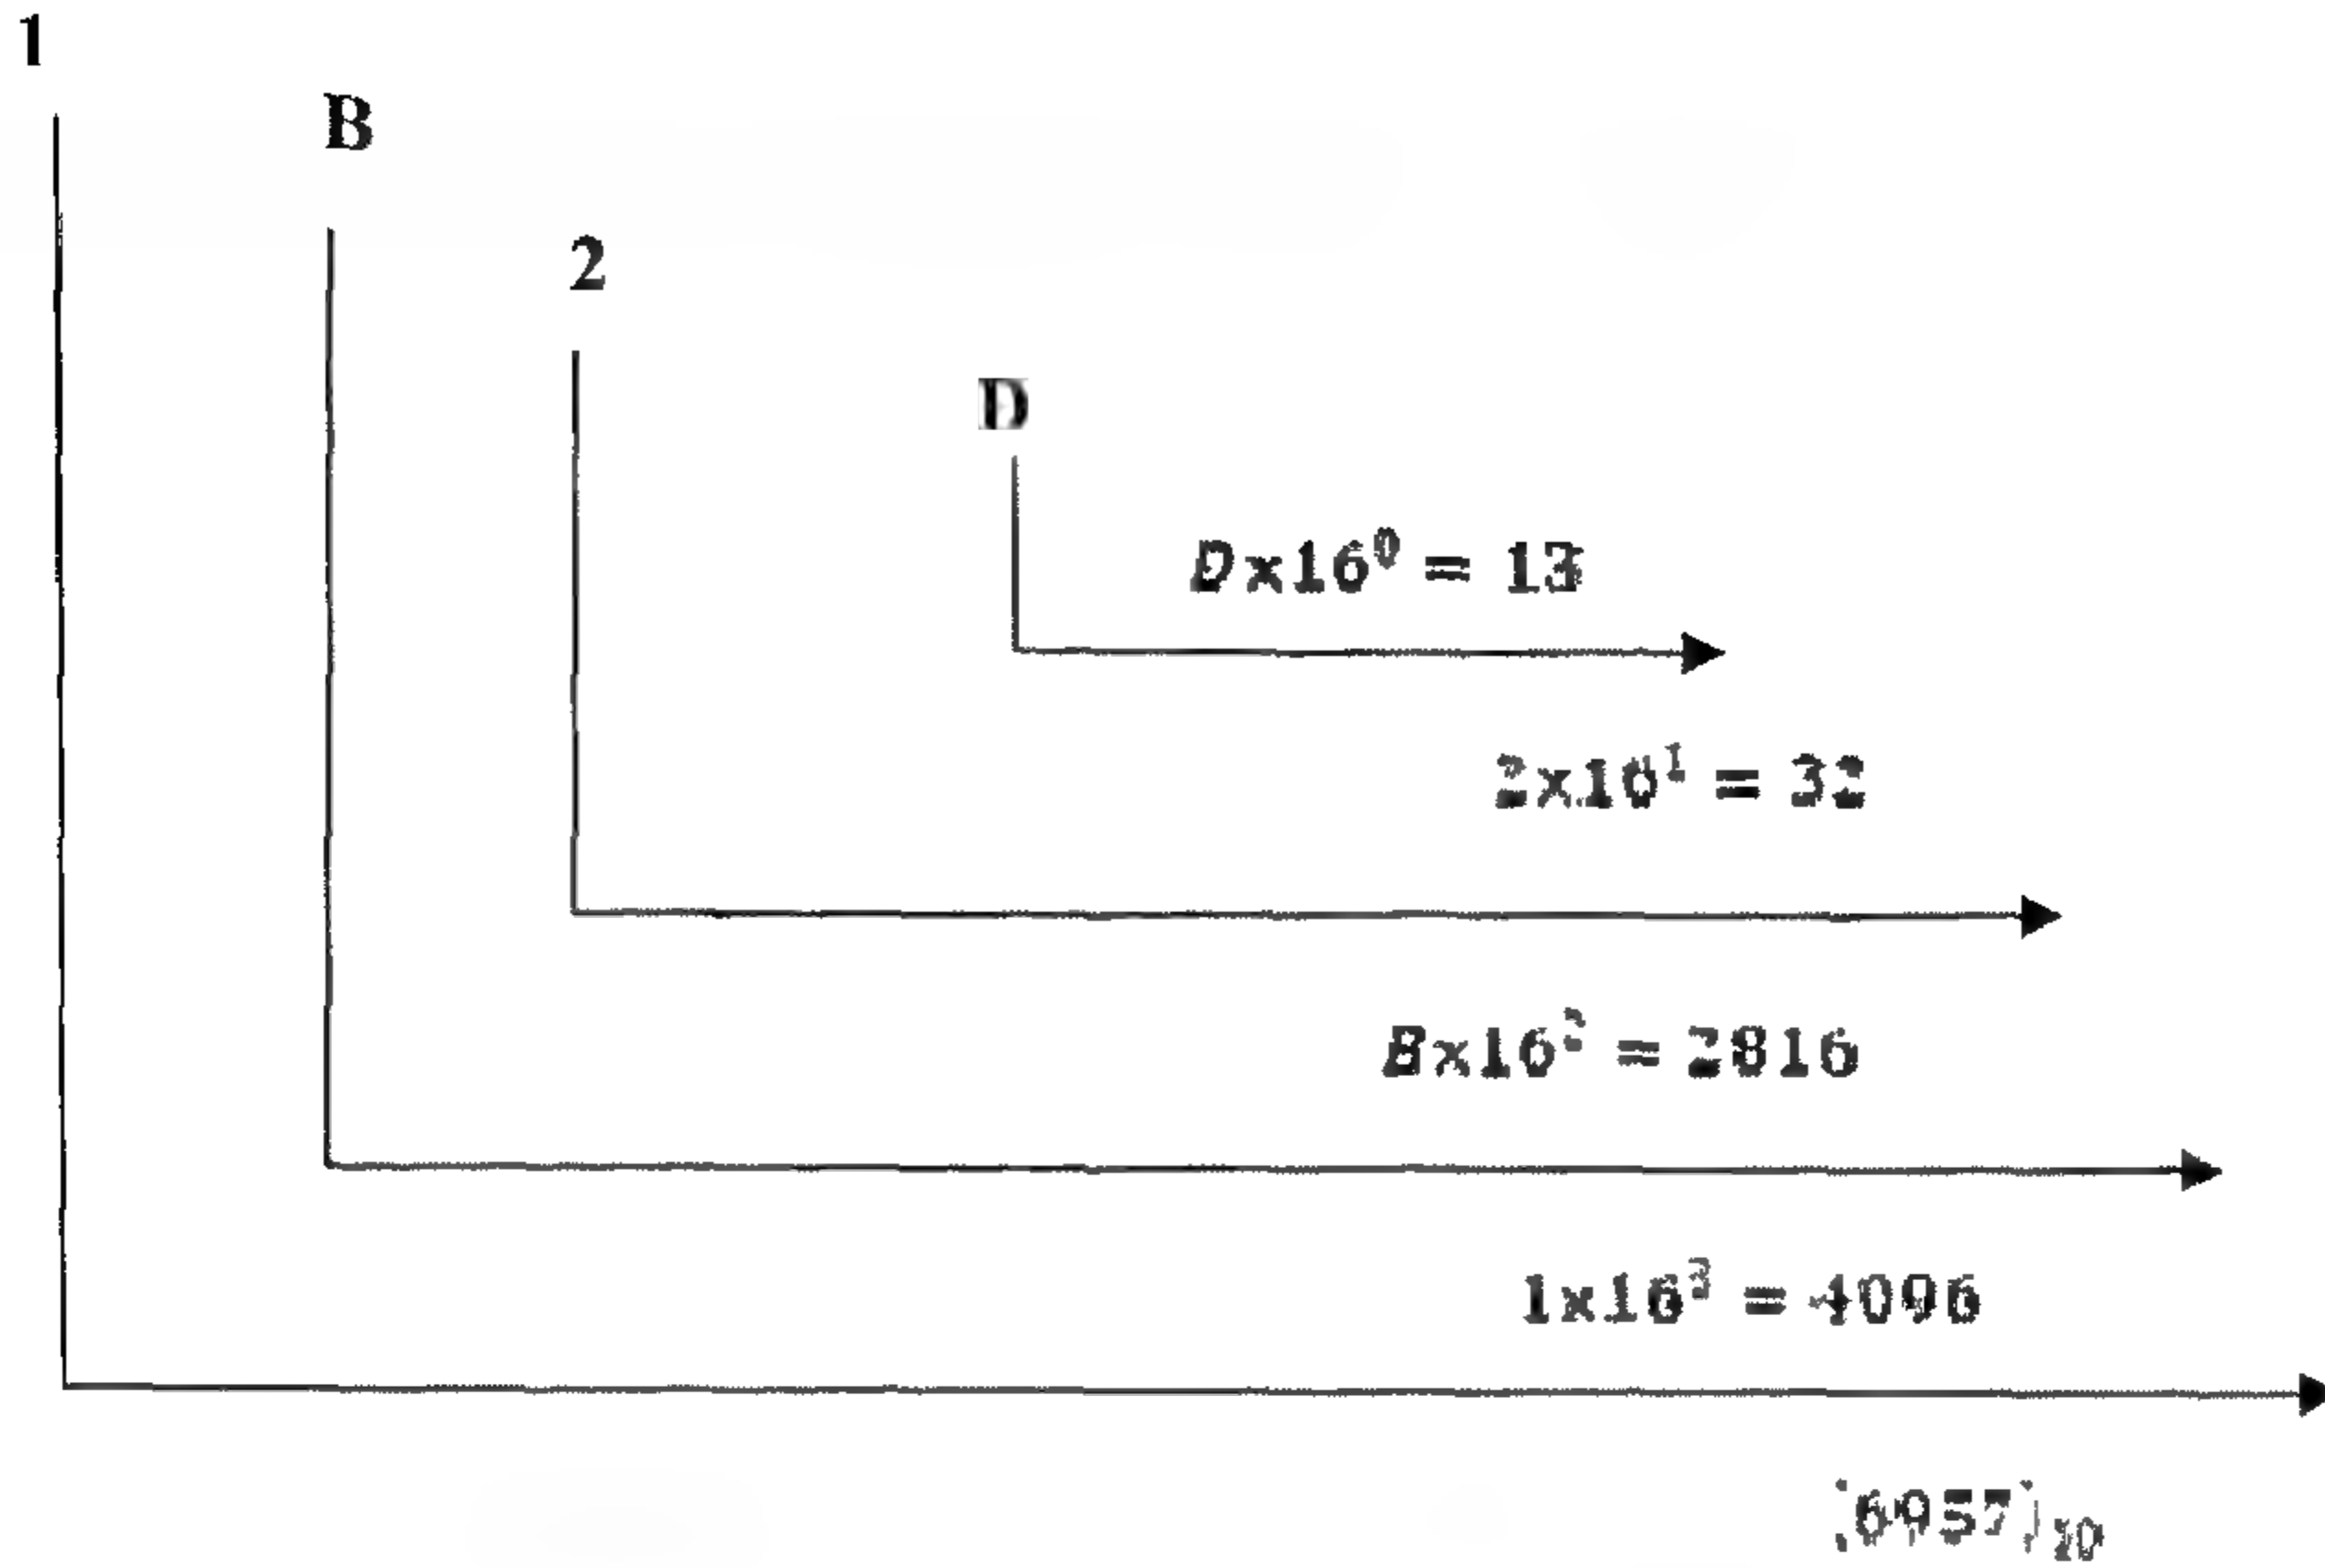 1
B
2
D
D×16⁰ = 13
2×16¹ = 32
B×16² = 2816
1×16³ = 4096
(6957)₁₀